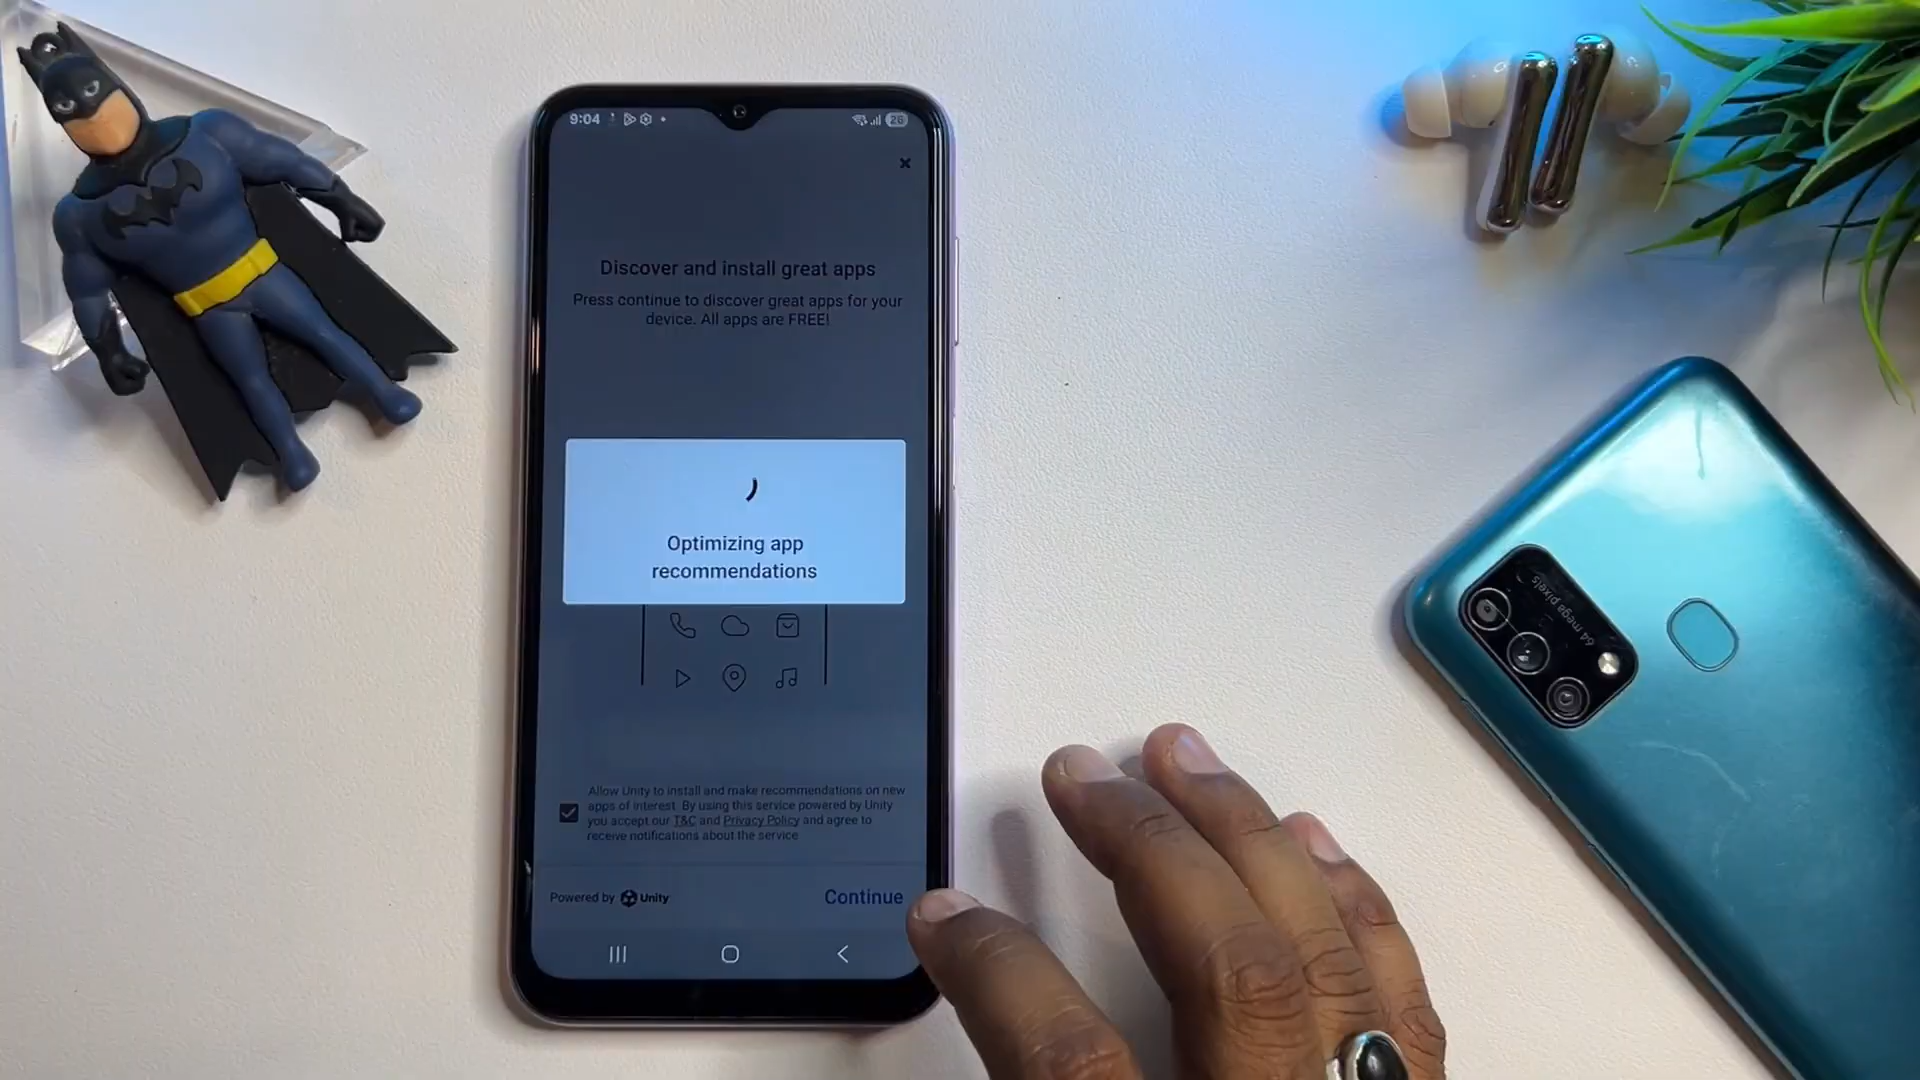 9:04
28
×
Discover and install great apps
Press continue to discover great apps for your
device. All apps are FREE!
Optimizing app
recommendations
Allow Unity to install and make recommendations on new
apps of interest. By using this service powered by Unity
you accept our T&C and Privacy Policy and agree to
receive notifications about the service
Powered by Unity
Continue
64 mega pixels